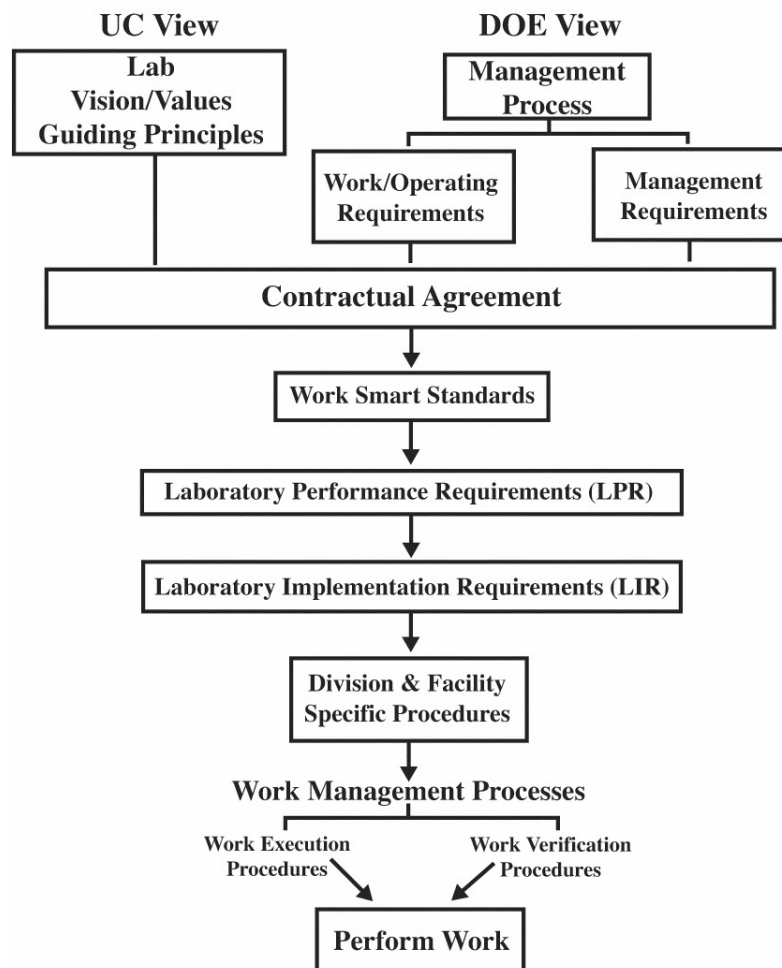 UC View
DOE View
Lab
Vision/Values
Guiding Principles
Management
Process
Work/Operating
Requirements
Management
Requirements
Contractual Agreement
Work Smart Standards
Laboratory Performance Requirements (LPR)
Laboratory Implementation Requirements (LIR)
Division & Facility
Specific Procedures
Work Management Processes
Work Execution
Procedures
Work Verification
Procedures
Perform Work